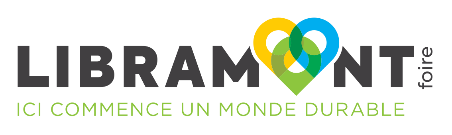 LIBRAMONT foire
ICI COMMENCE UN MONDE DURABLE